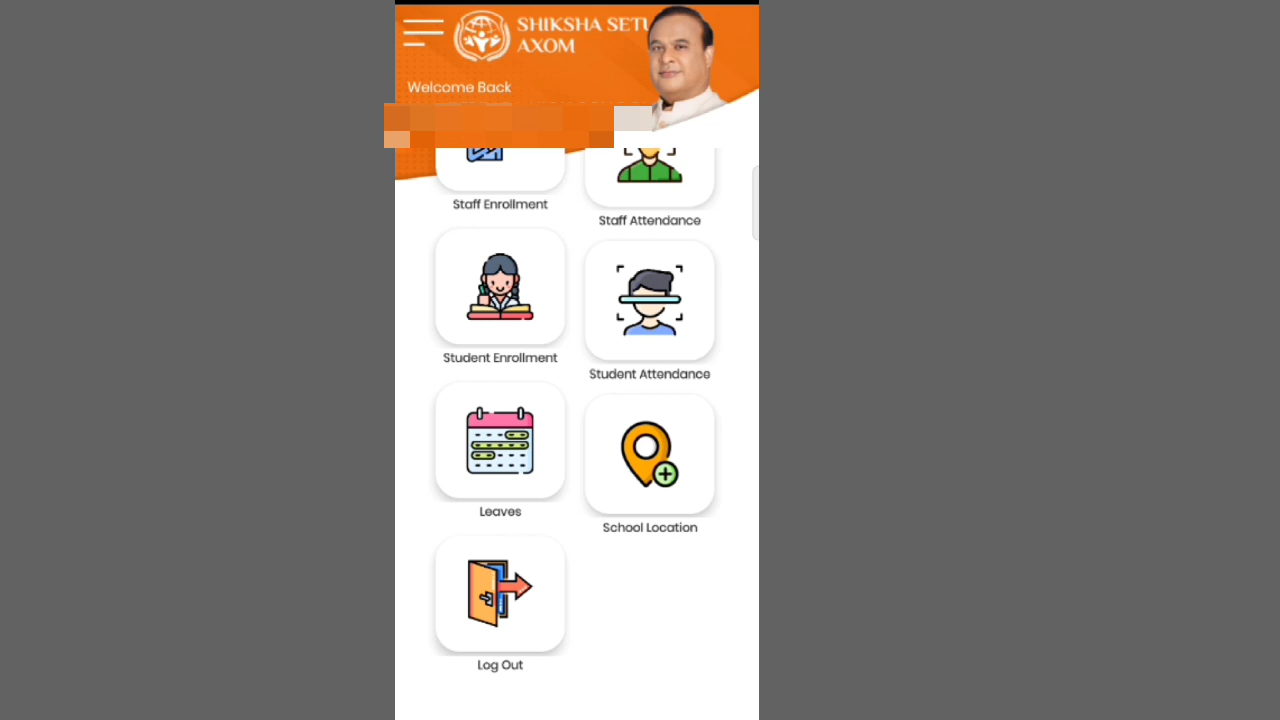 SHIKSHA SETU
AXOM
Welcome Back
Staff Enrollment
Staff Attendance
Student Enrollment
Student Attendance
Leaves
School Location
Log Out